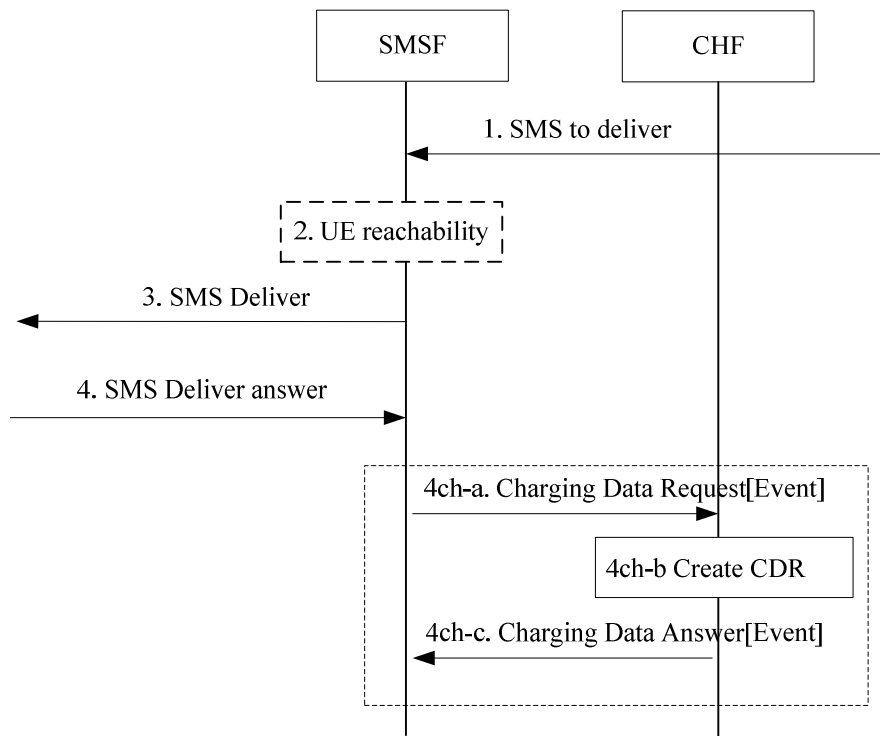 SMSF
CHF
1. SMS to deliver
2. UE reachability
3. SMS Deliver
4. SMS Deliver answer
4ch-a. Charging Data Request[Event]
4ch-b Create CDR
4ch-c. Charging Data Answer[Event]